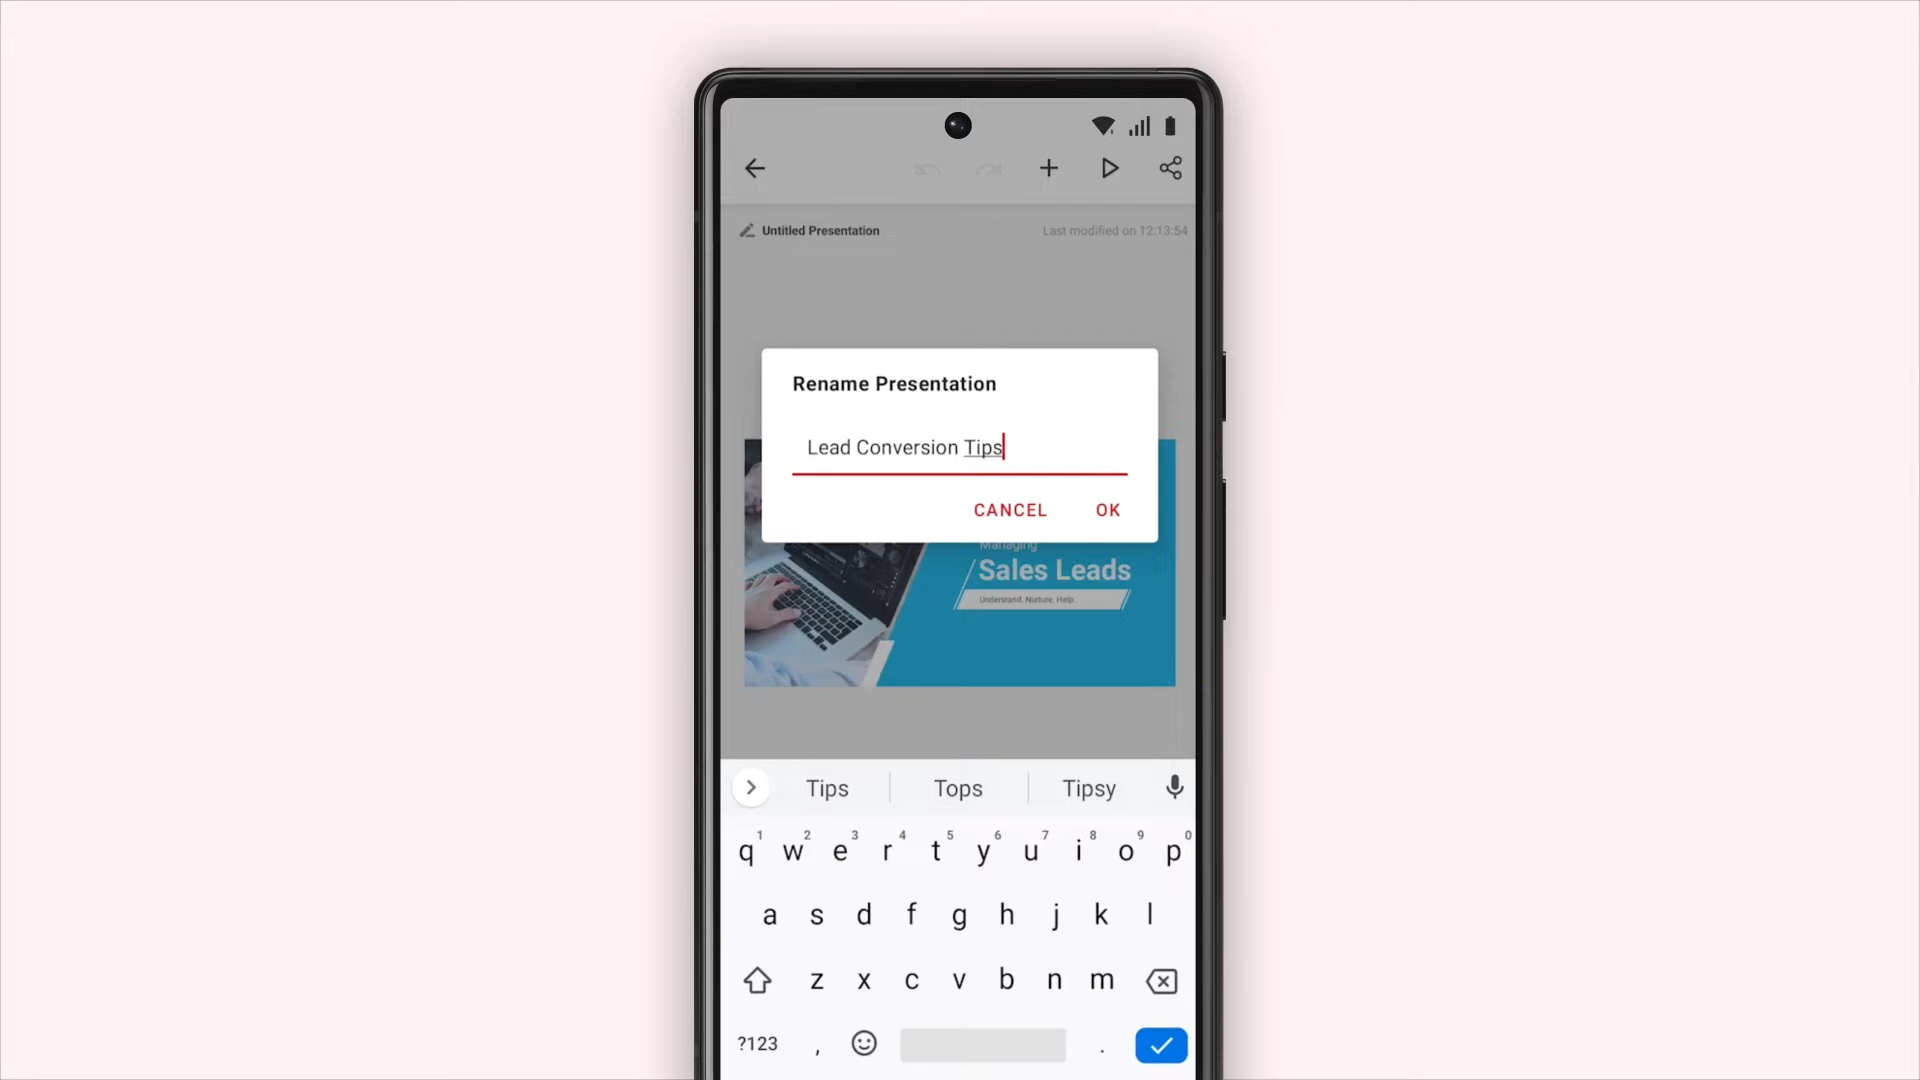 Untitled Presentation
Last modified on 12:13:54
Rename Presentation
Lead Conversion Tips
CANCEL
OK
Managing
Sales Leads
Understand. Nurture. Help.
Tips
Tops
Tipsy
1 2 3 4 5 6 7 8 9 0
q w e r t y u i o p
a s d f g h j k l
z x c v b n m
?123 , .